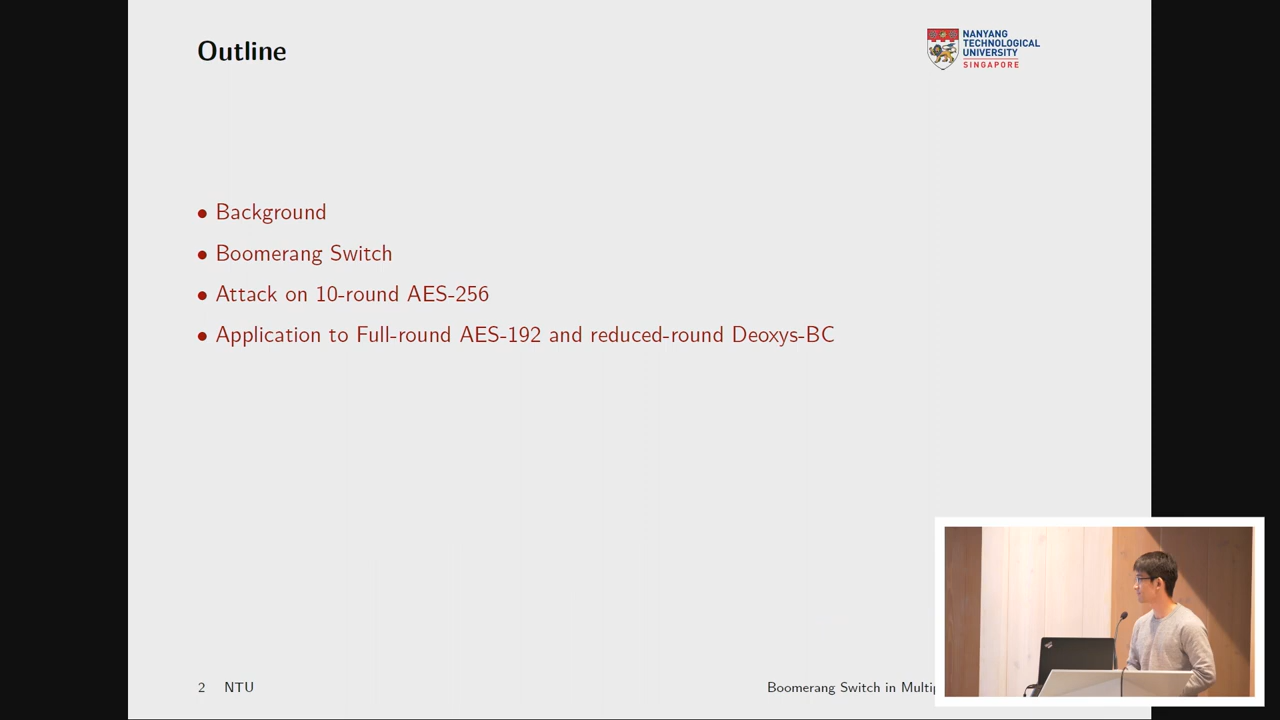 Outline
NANYANG
TECHNOLOGICAL
UNIVERSITY
SINGAPORE
• Background
• Boomerang Switch
• Attack on 10-round AES-256
• Application to Full-round AES-192 and reduced-round Deoxys-BC
2 NTU
Boomerang Switch in